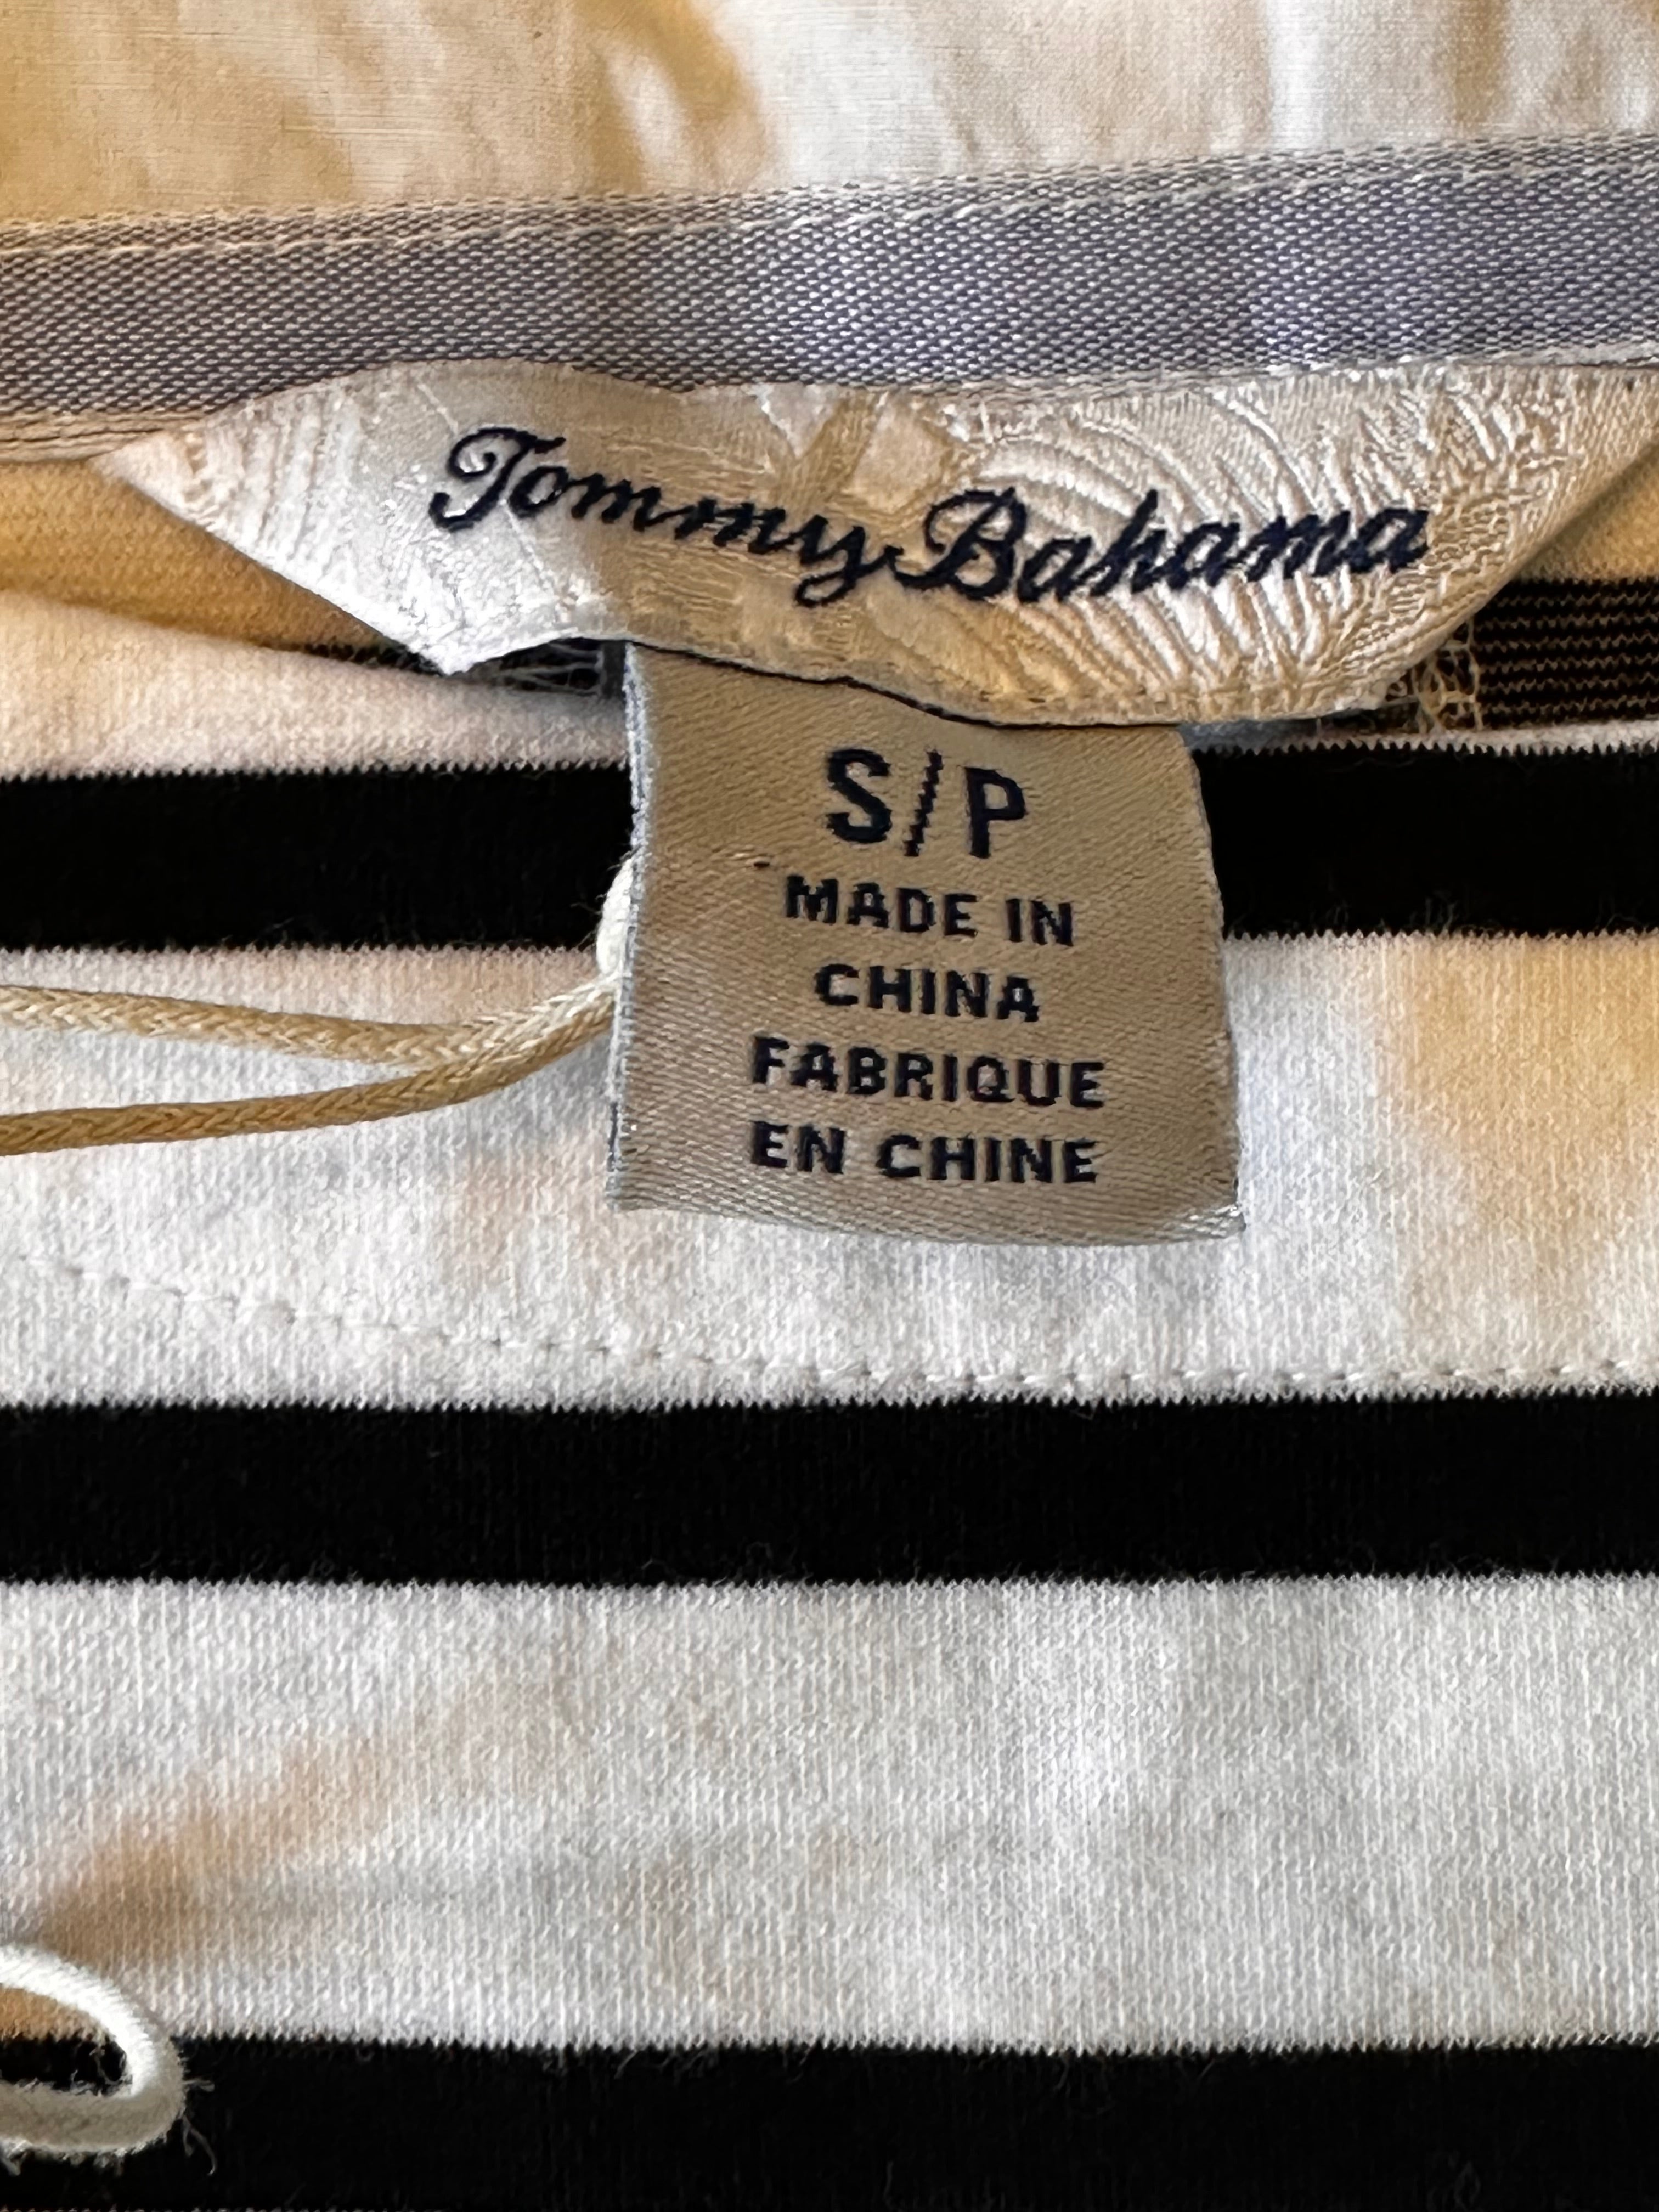 Tommy Bahama
S/P
MADE IN
CHINA
FABRIQUE
EN CHINE